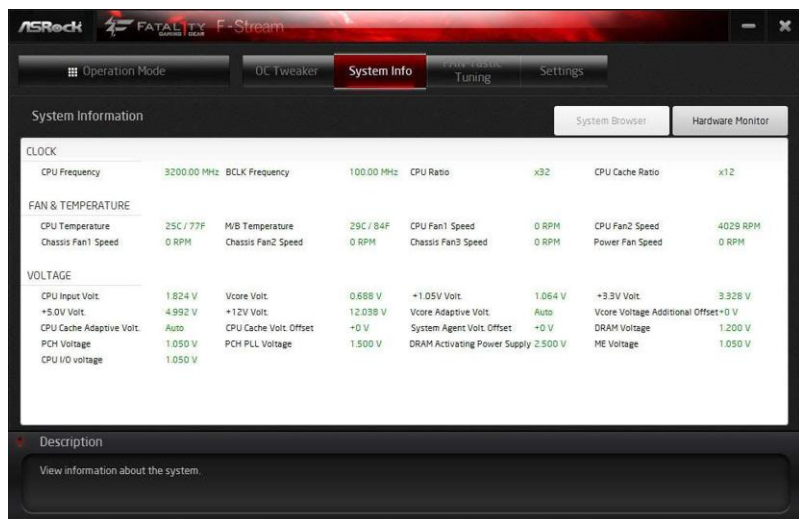 ASRock FATAL1TY GAMING GEAR F-Stream
Operation Mode OC Tweaker System Info FAN-Tastic Tuning Settings
System Information System Browser Hardware Monitor
CLOCK
CPU Frequency 3200.00 MHz BCLK Frequency 100.00 MHz CPU Ratio x32 CPU Cache Ratio x12
FAN & TEMPERATURE
CPU Temperature 25C / 77F M/B Temperature 29C / 84F CPU Fan1 Speed 0 RPM CPU Fan2 Speed 4029 RPM
Chassis Fan1 Speed 0 RPM Chassis Fan2 Speed 0 RPM Chassis Fan3 Speed 0 RPM Power Fan Speed 0 RPM
VOLTAGE
CPU Input Volt. 1.824 V Vcore Volt. 0.688 V +1.05V Volt. 1.064 V +3.3V Volt. 3.328 V
+5.0V Volt. 4.992 V +12V Volt. 12.038 V Vcore Adaptive Volt. Auto Vcore Voltage Additional Offset +0 V
CPU Cache Adaptive Volt. Auto CPU Cache Volt. Offset +0 V System Agent Volt. Offset +0 V DRAM Voltage 1.200 V
PCH Voltage 1.050 V PCH PLL Voltage 1.500 V DRAM Activating Power Supply 2.500 V ME Voltage 1.050 V
CPU I/O voltage 1.050 V
Description
View information about the system.